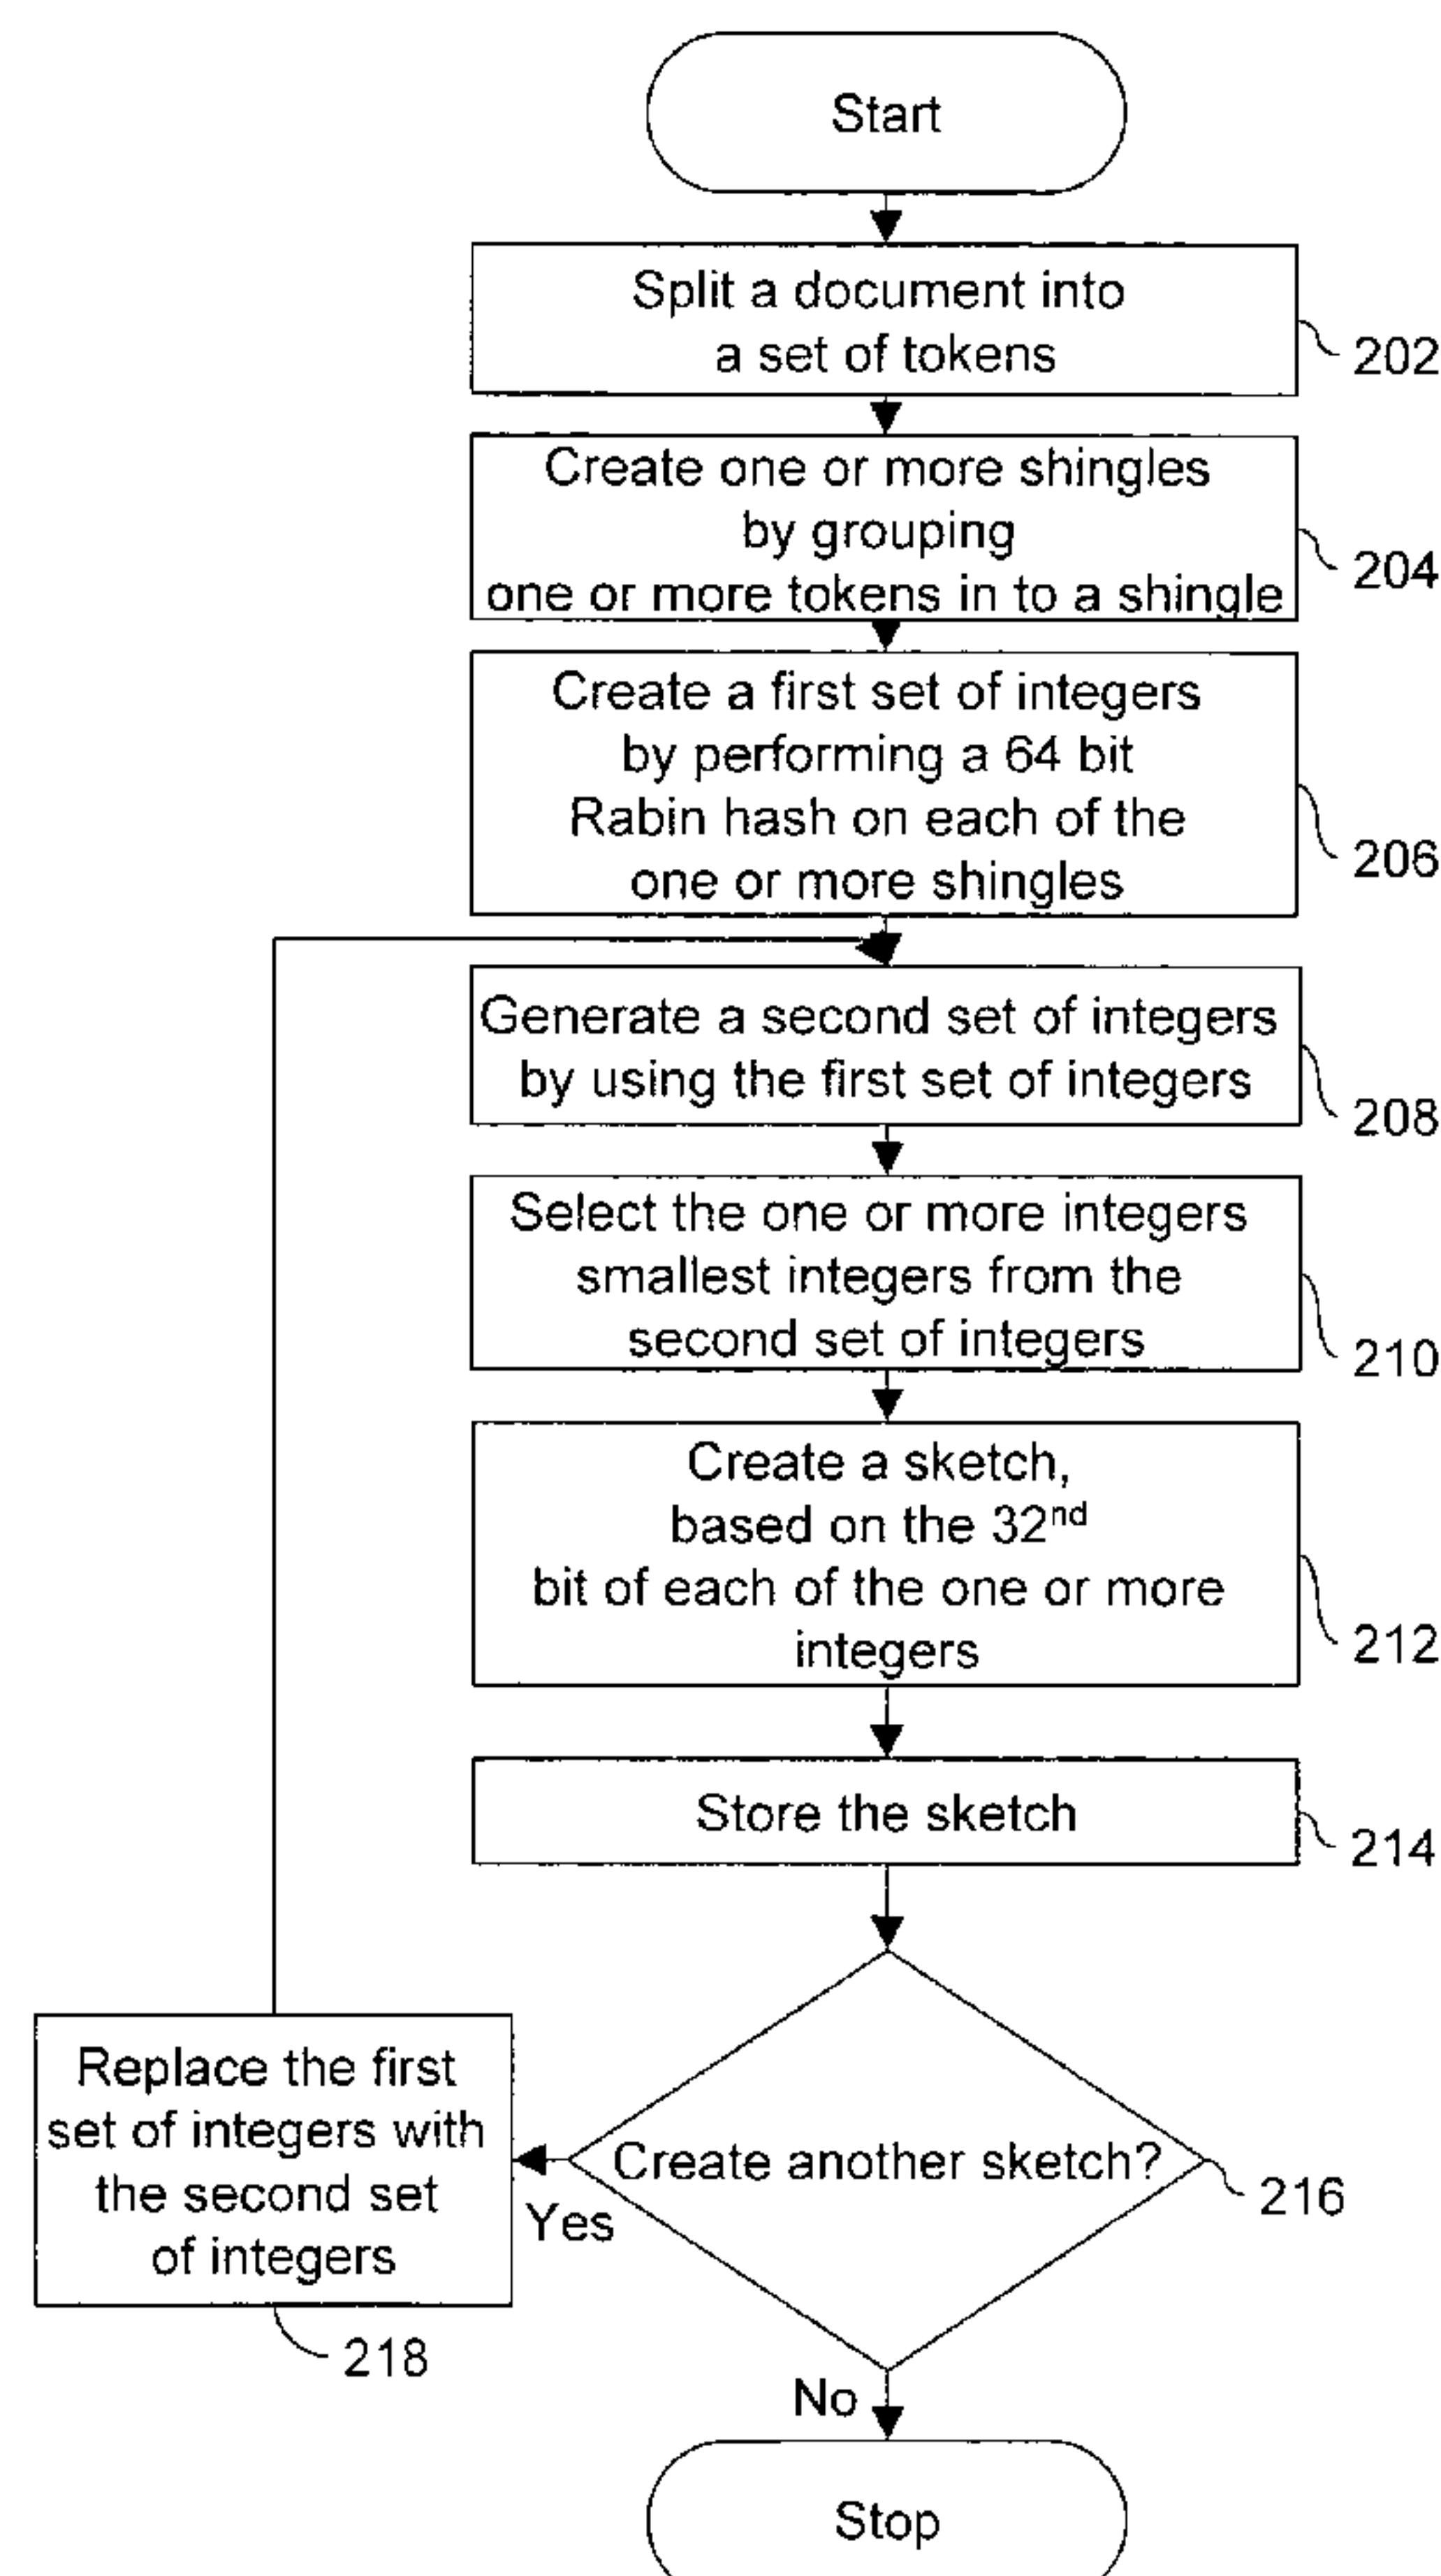 Start
Split a document into
a set of tokens
202
Create one or more shingles
by grouping
one or more tokens in to a shingle
204
Create a first set of integers
by performing a 64 bit
Rabin hash on each of the
one or more shingles
206
Generate a second set of integers
by using the first set of integers
208
Select the one or more integers
smallest integers from the
second set of integers
210
Create a sketch,
based on the 32nd
bit of each of the one or more
integers
212
Store the sketch
214
Create another sketch?
216
Yes
Replace the first
set of integers with
the second set
of integers
218
No
Stop